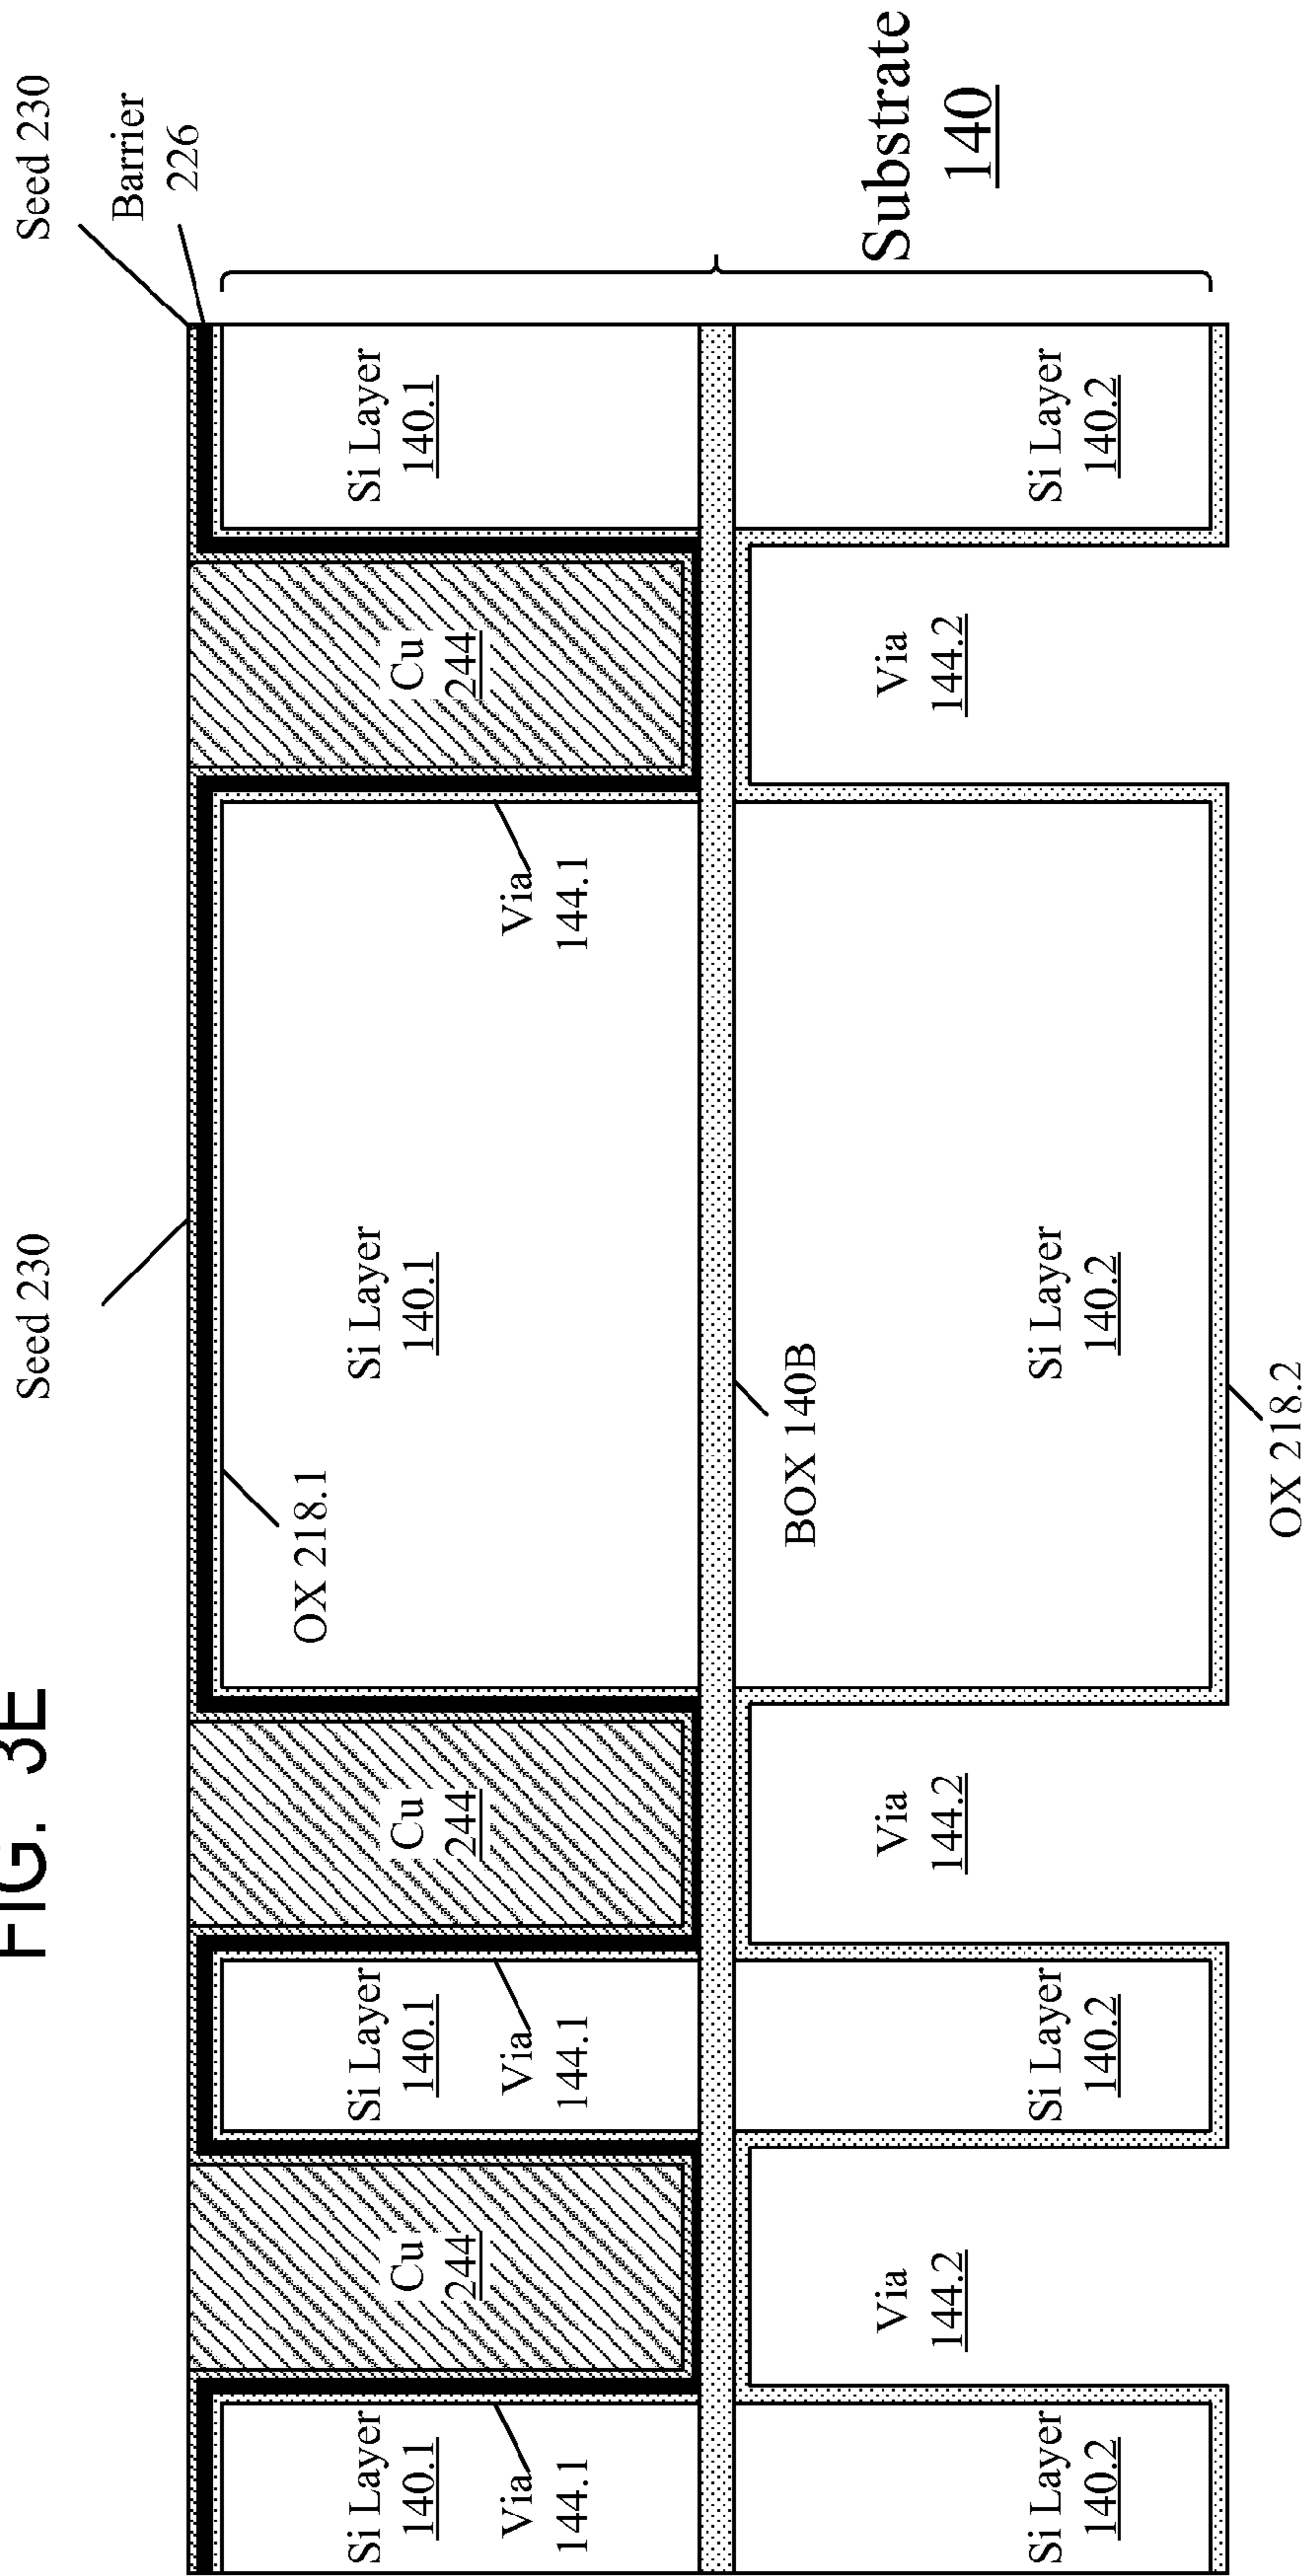 FIG. 3E
Seed 230
Seed 230
Barrier
226
OX 218.1
Si Layer
140.1
Cu
244
Si Layer
140.1
Cu
244
Si Layer
140.1
Cu
244
Si Layer
140.1
Via
144.1
Via
144.1
Via
144.1
BOX 140B
Via
144.2
Via
144.2
Via
144.2
Si Layer
140.2
Si Layer
140.2
Si Layer
140.2
Si Layer
140.2
OX 218.2
Substrate
140